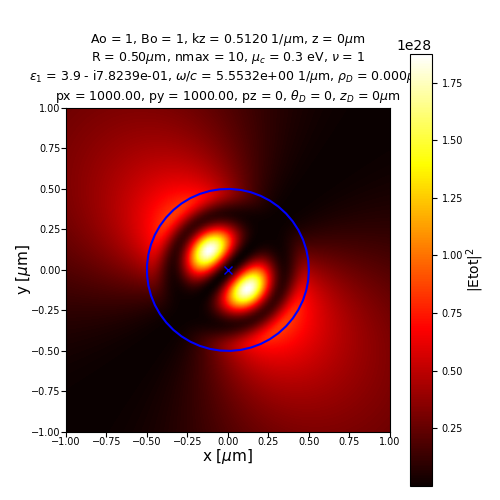 Ao = 1, Bo = 1, kz = 0.5120 1/μm, z = 0μm
R = 0.50μm, nmax = 10, μ_c = 0.3 eV, ν = 1
ε_1 = 3.9 - i7.8239e-01, ω/c = 5.5532e+00 1/μm, ρ_D = 0.000μ
px = 1000.00, py = 1000.00, pz = 0, θ_D = 0, z_D = 0μm
1e28
1.00
0.75
0.50
0.25
0.00
−0.25
−0.50
−0.75
−1.00
y [μm]
−1.00 −0.75 −0.50 −0.25 0.00 0.25 0.50 0.75 1.00
x [μm]
1.75
1.50
1.25
1.00
0.75
0.50
0.25
|Etot|²